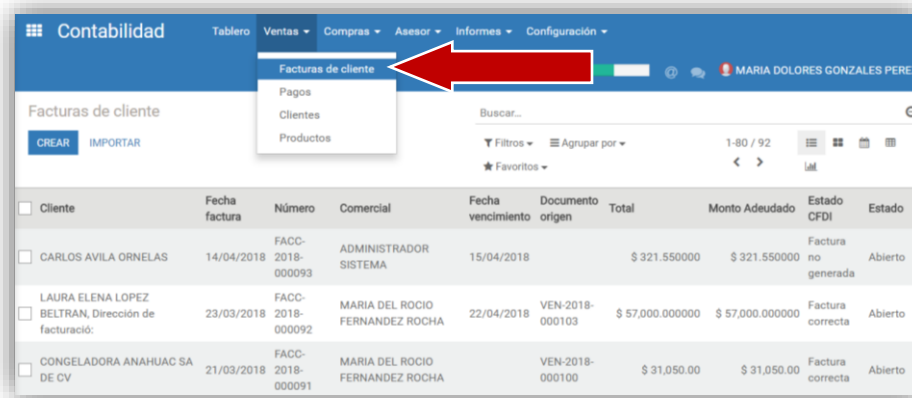 Contabilidad
Tablero Ventas Compras Asesor Informes Configuración
Facturas de cliente
Pagos
Clientes
Productos
@ MARIA DOLORES GONZALES PERE
Facturas de cliente
Buscar...
CREAR IMPORTAR
Filtros Agrupar por
1-80 / 92
Favoritos
Cliente Fecha factura Número Comercial Fecha vencimiento Documento origen Total Monto Adeudado Estado CFDI Estado
CARLOS AVILA ORNELAS 14/04/2018 FACC-2018-000093 ADMINISTRADOR SISTEMA 15/04/2018 $ 321.550000 $ 321.550000 Factura no generada Abierto
LAURA ELENA LOPEZ BELTRAN, Dirección de facturació: 23/03/2018 FACC-2018-000092 MARIA DEL ROCIO FERNANDEZ ROCHA 22/04/2018 VEN-2018-000103 $ 57,000.000000 $ 57,000.000000 Factura correcta Abierto
CONGELADORA ANAHUAC SA DE CV 21/03/2018 FACC-2018-000091 MARIA DEL ROCIO FERNANDEZ ROCHA VEN-2018-000100 $ 31,050.00 $ 31,050.00 Factura correcta Abierto